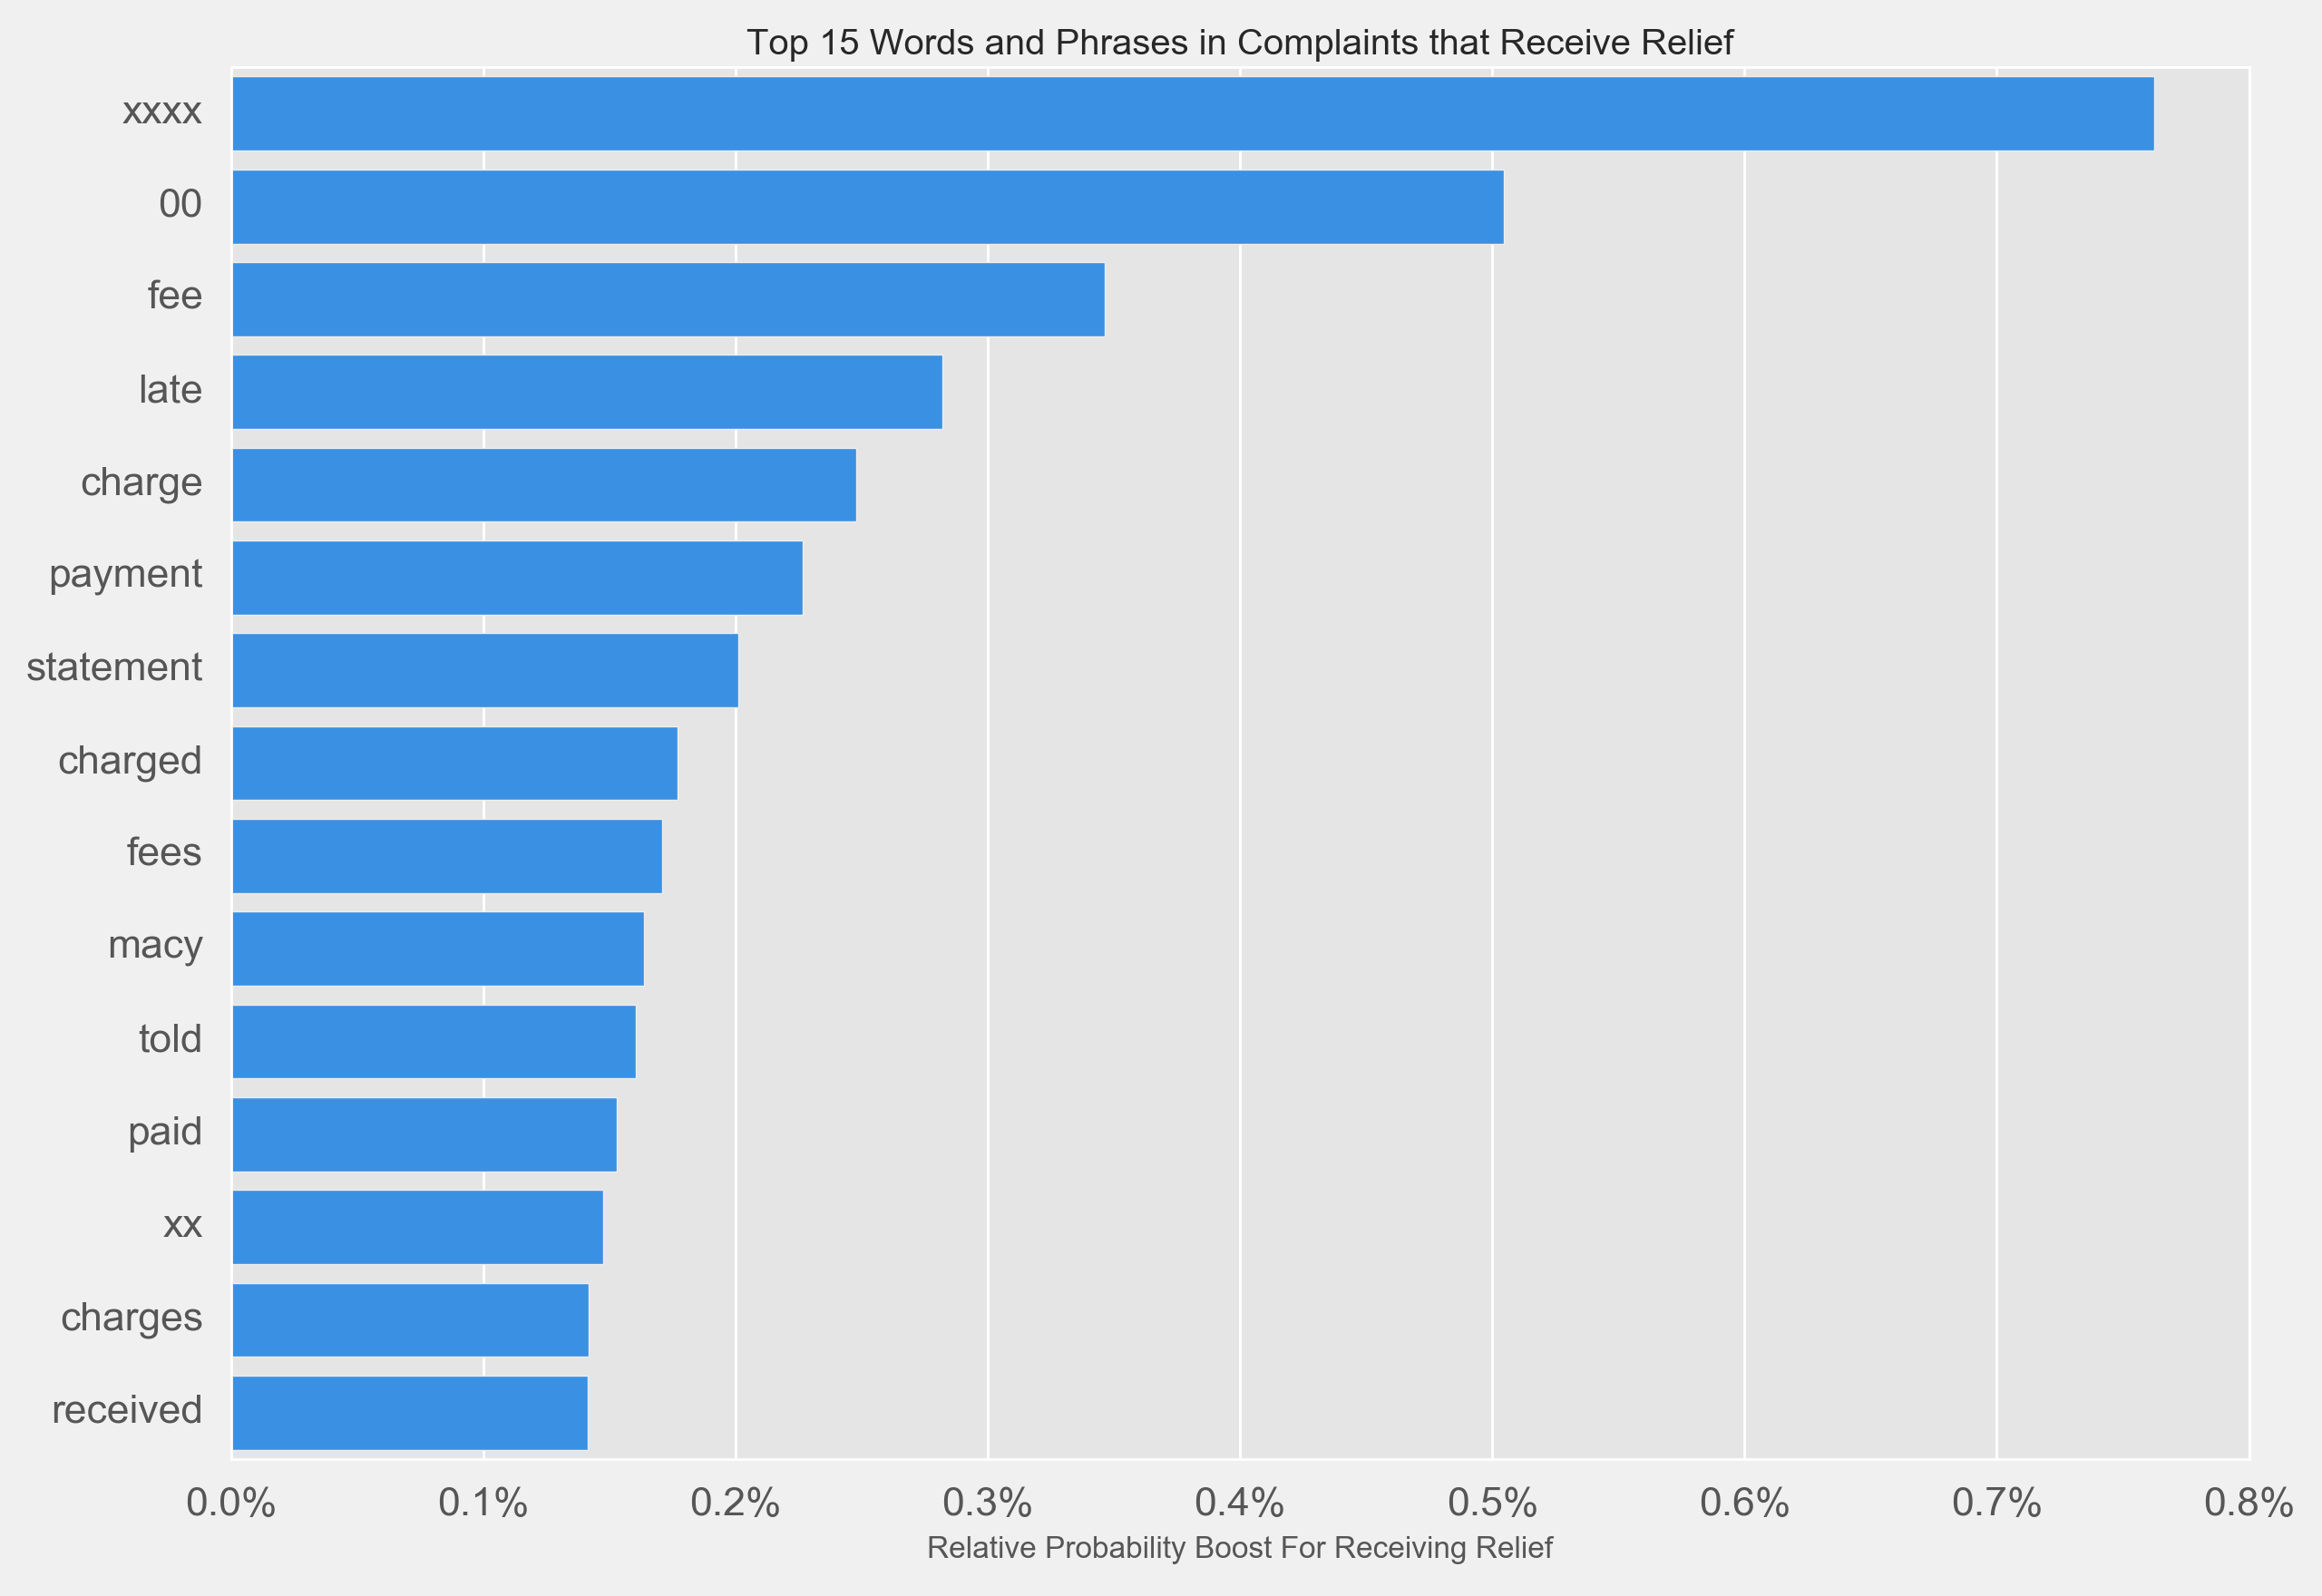 Top 15 Words and Phrases in Complaints that Receive Relief
xxxx
00
fee
late
charge
payment
statement
charged
fees
macy
told
paid
xx
charges
received
0.0% 0.1% 0.2% 0.3% 0.4% 0.5% 0.6% 0.7% 0.8%
Relative Probability Boost For Receiving Relief